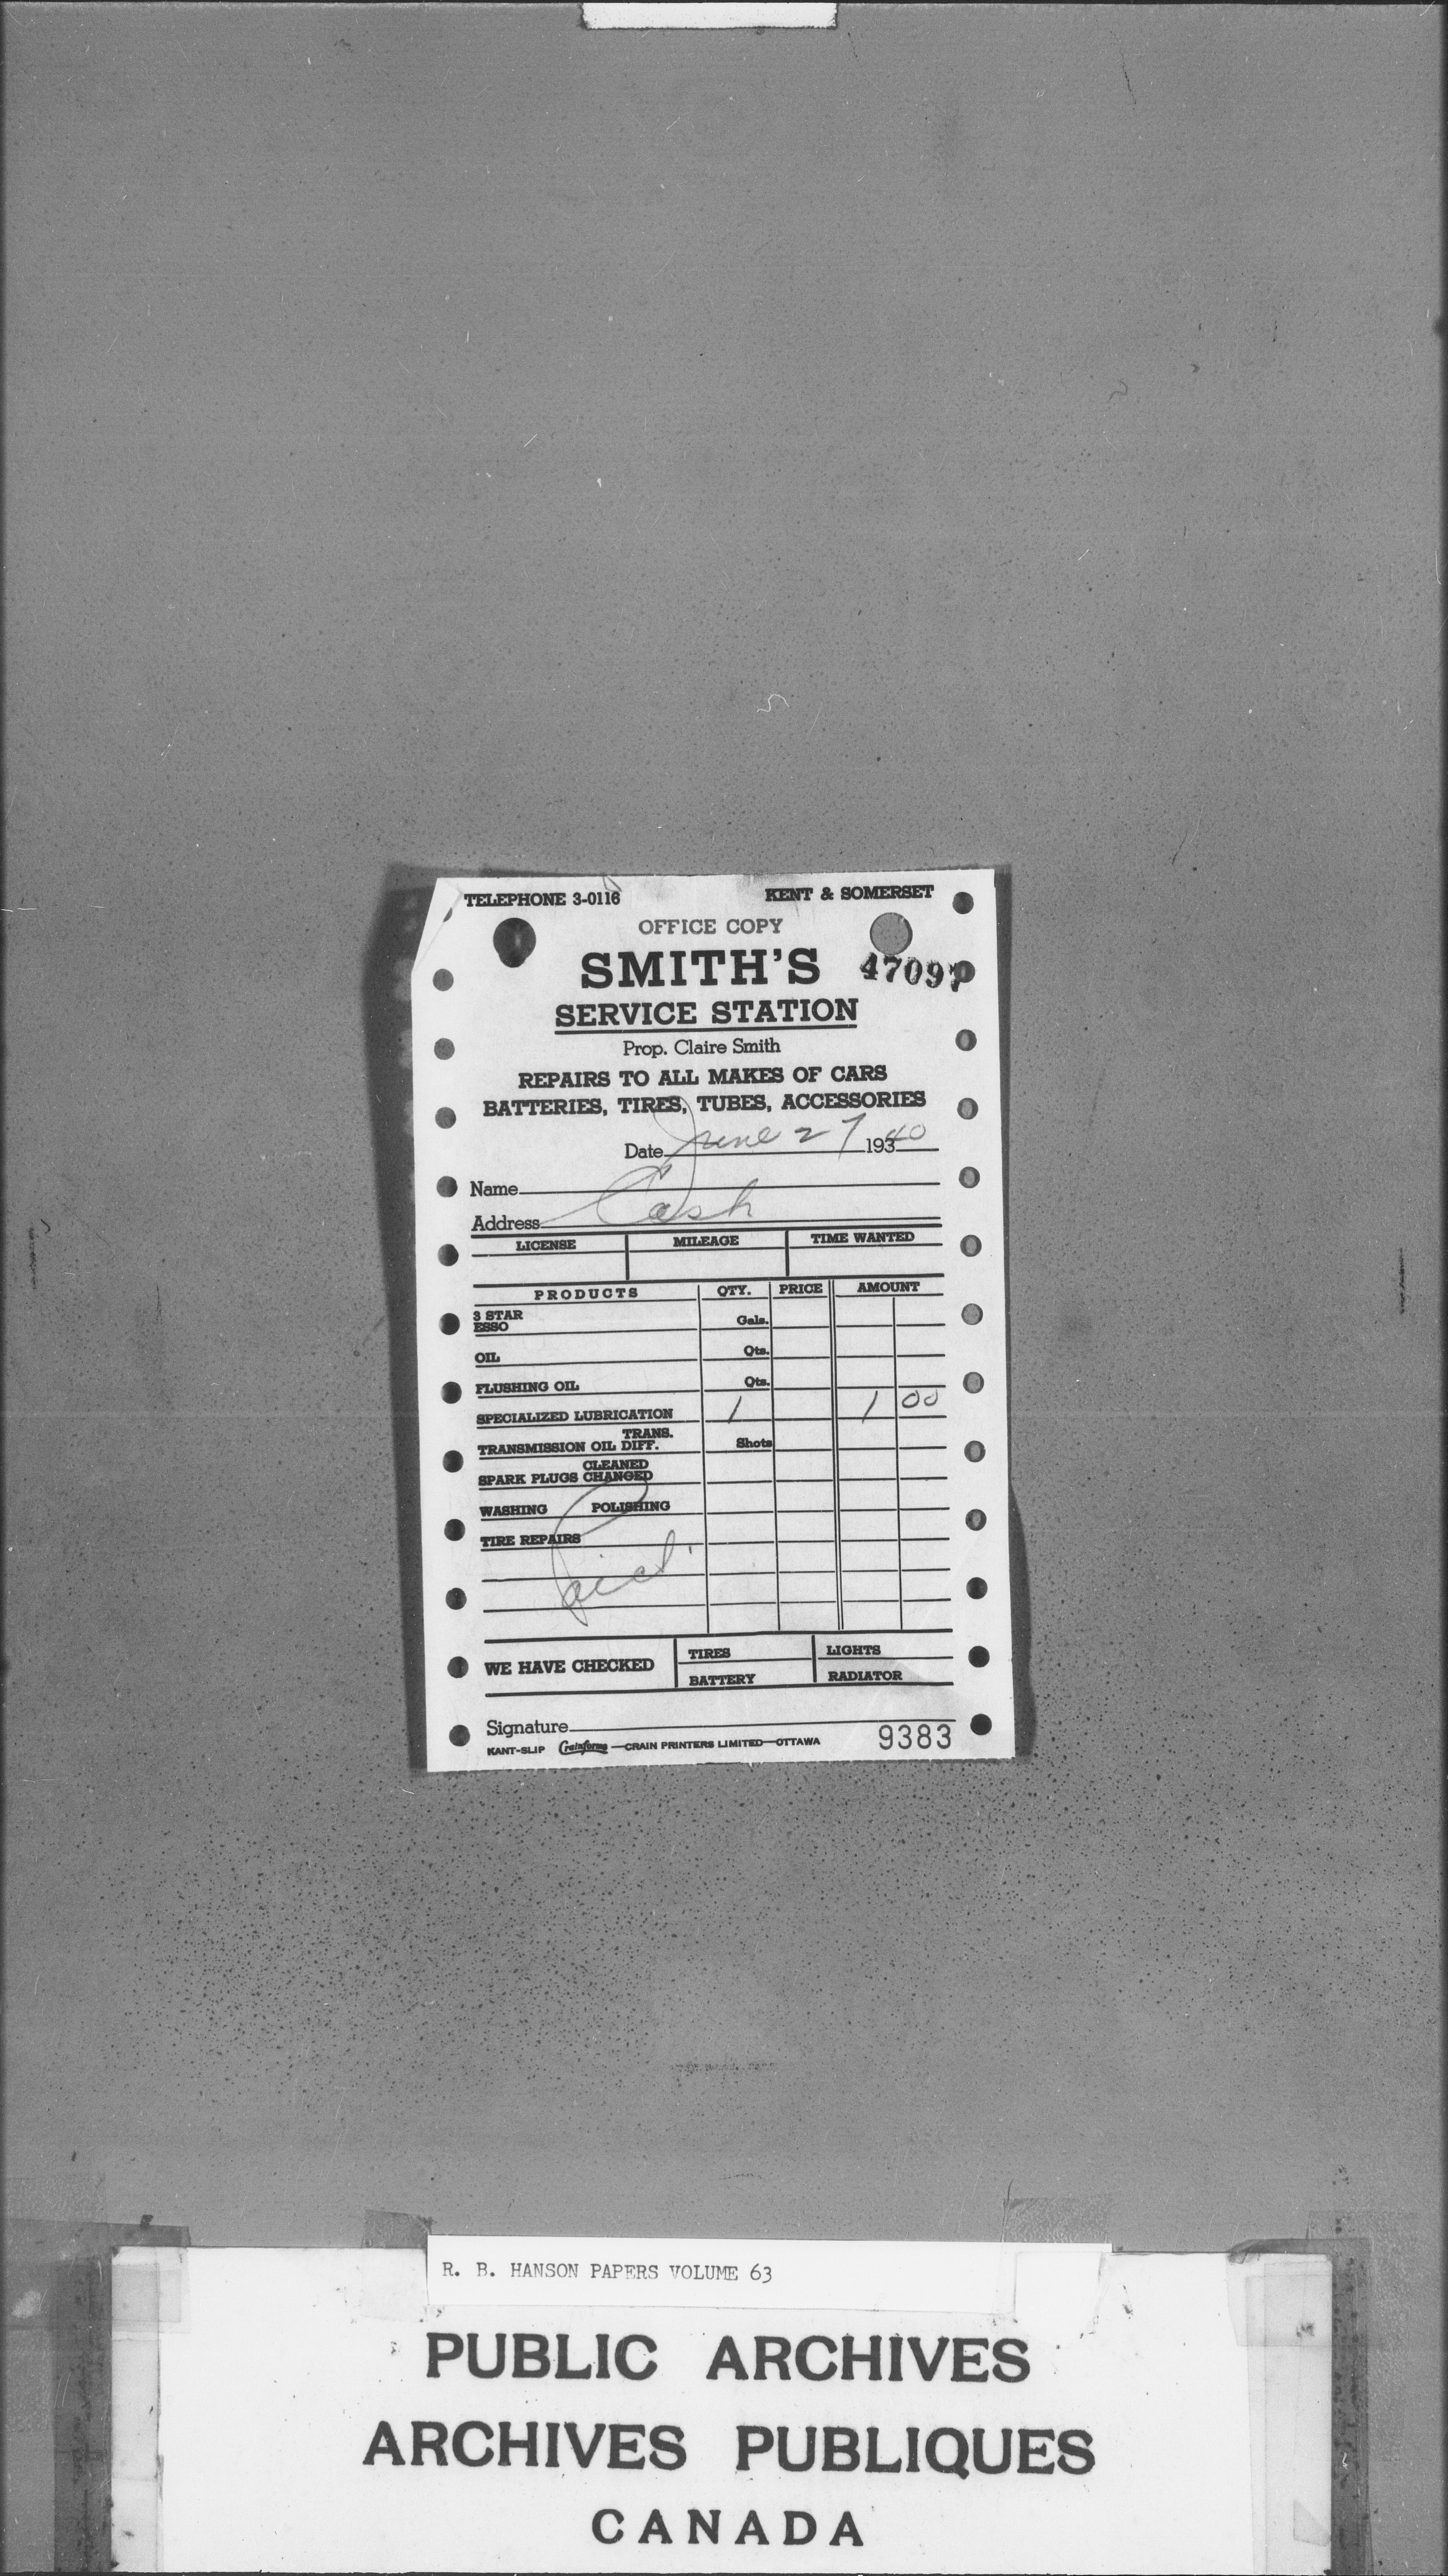 TELEPHONE 3-0116 KENT & SOMERSET
OFFICE COPY
SMITH'S 47097
SERVICE STATION
Prop. Claire Smith
REPAIRS TO ALL MAKES OF CARS
BATTERIES, TIRES, TUBES, ACCESSORIES
Date June 27 19340
Name
Address Cash
LICENSE MILEAGE TIME WANTED
PRODUCTS QTY. PRICE AMOUNT
3 STAR
ESSO Gals.
OIL Qts.
FLUSHING OIL Qts.
SPECIALIZED LUBRICATION 1 1 00
TRANS.
TRANSMISSION OIL DIFF. Shots
CLEANED
SPARK PLUGS CHANGED
WASHING POLISHING
TIRE REPAIRS
Paid
WE HAVE CHECKED TIRES LIGHTS
BATTERY RADIATOR
Signature
KANT-SLIP Crainforms—CRAIN PRINTERS LIMITED—OTTAWA 9383
R. B. HANSON PAPERS VOLUME 63
PUBLIC ARCHIVES
ARCHIVES PUBLIQUES
CANADA